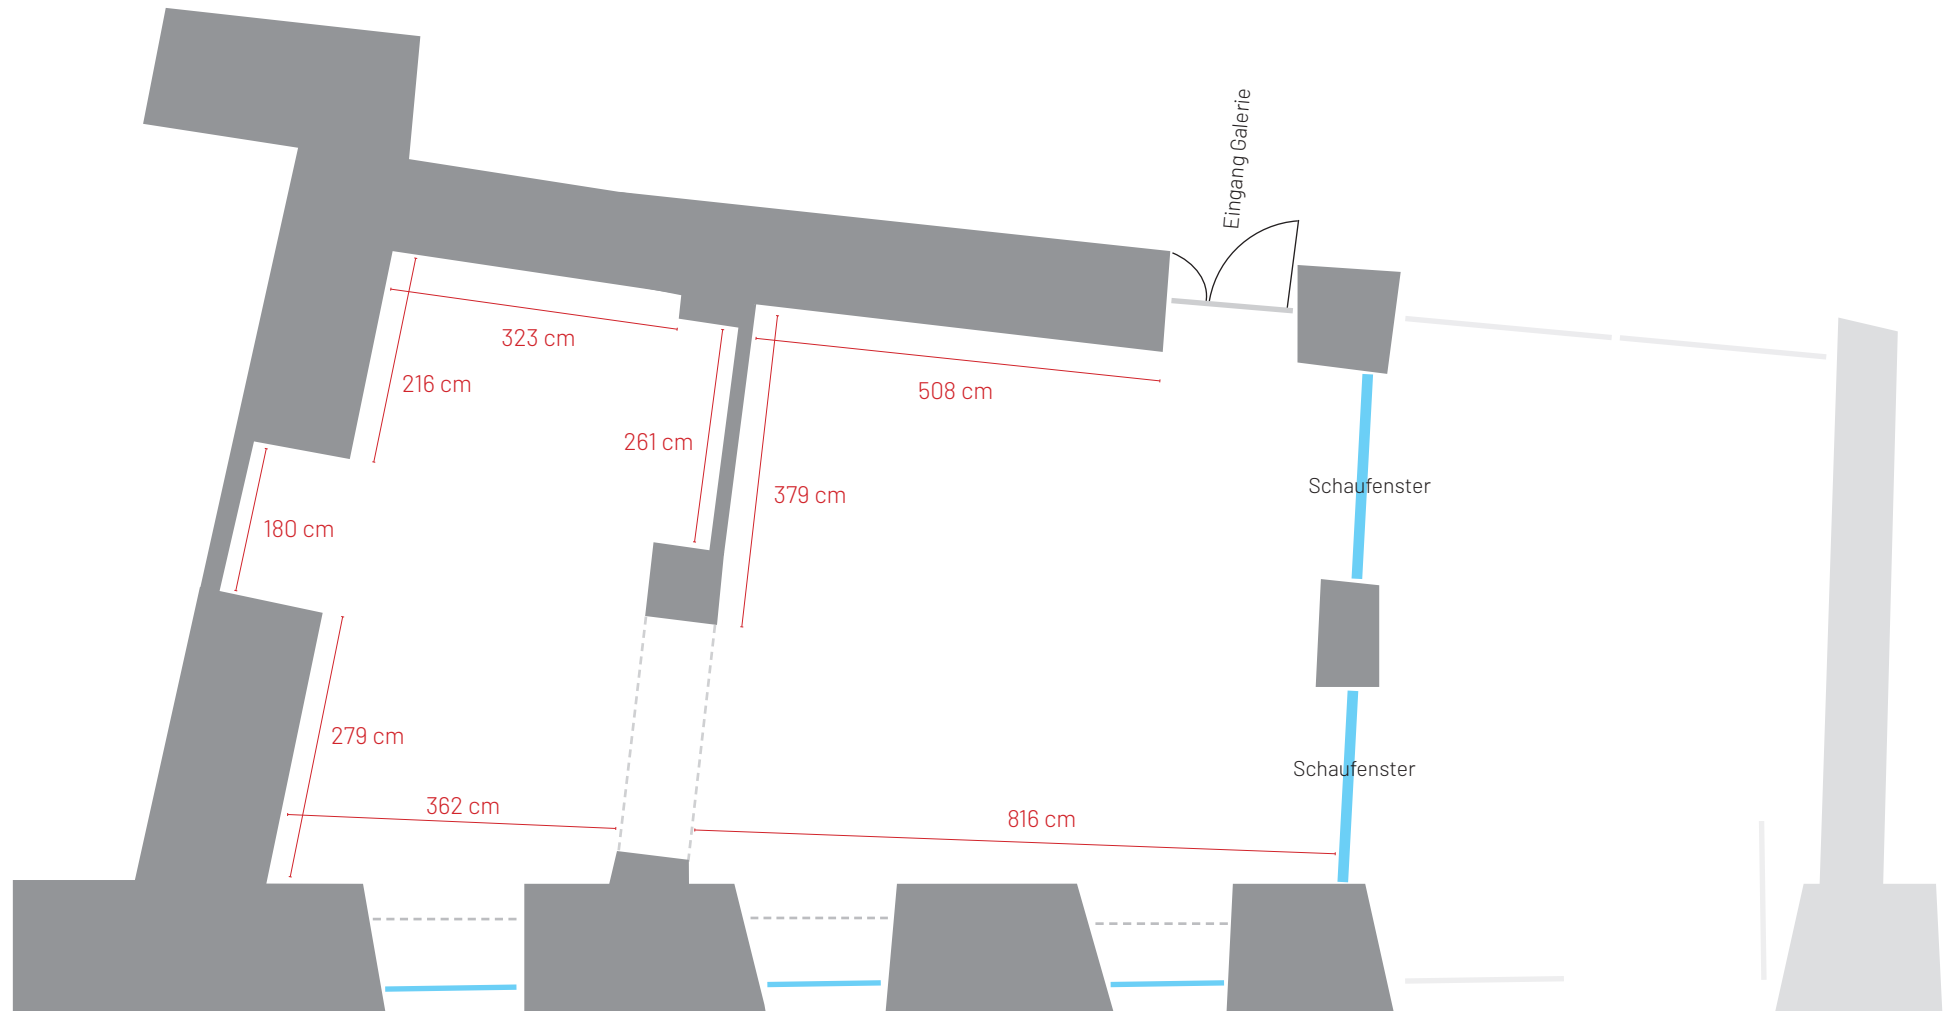 Eingang Galerie
323 cm
216 cm
508 cm
261 cm
Schaufenster
379 cm
180 cm
279 cm
Schaufenster
362 cm
816 cm